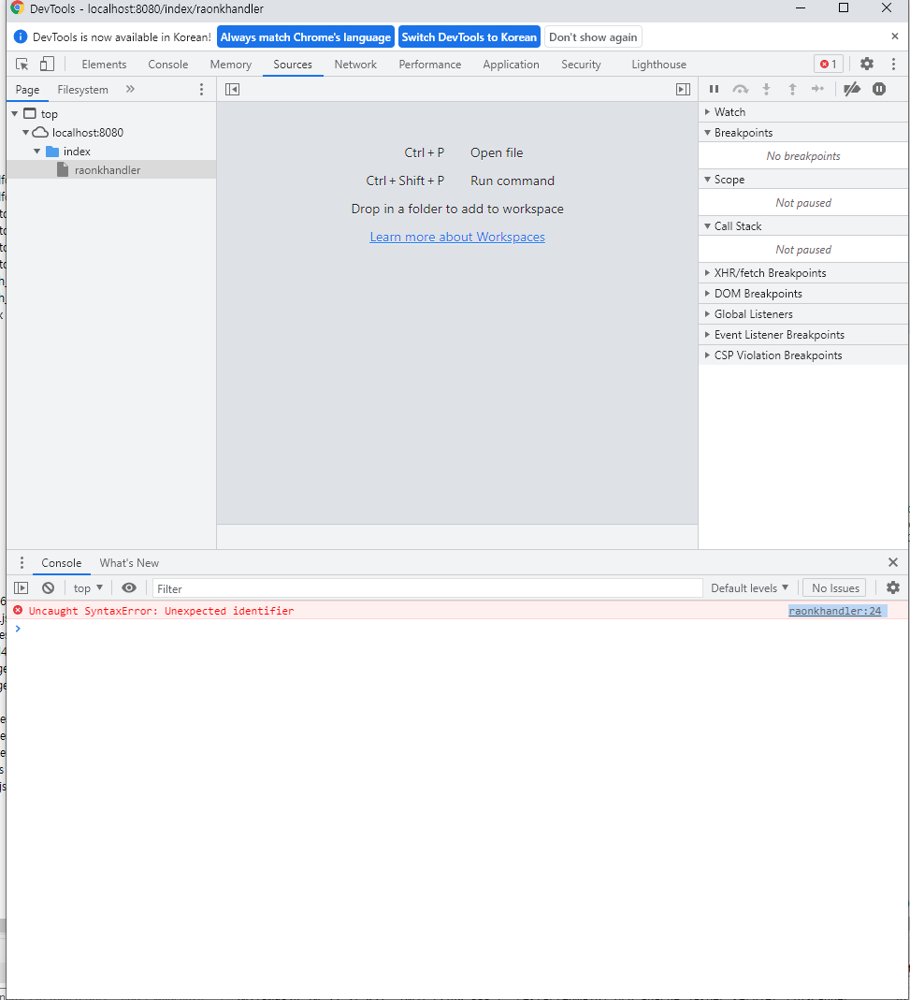 DevTools - localhost:8080/index/raonkhandler
DevTools is now available in Korean! Always match Chrome's language Switch DevTools to Korean Don't show again
Elements Console Memory Sources Network Performance Application Security Lighthouse 1
Page Filesystem »
top
localhost:8080
index
raonkhandler
Ctrl + P Open file
Ctrl + Shift + P Run command
Drop in a folder to add to workspace
Learn more about Workspaces
Watch
Breakpoints
No breakpoints
Scope
Not paused
Call Stack
Not paused
XHR/fetch Breakpoints
DOM Breakpoints
Global Listeners
Event Listener Breakpoints
CSP Violation Breakpoints
Console What's New
top Filter Default levels No Issues
Uncaught SyntaxError: Unexpected identifier raonkhandler:24